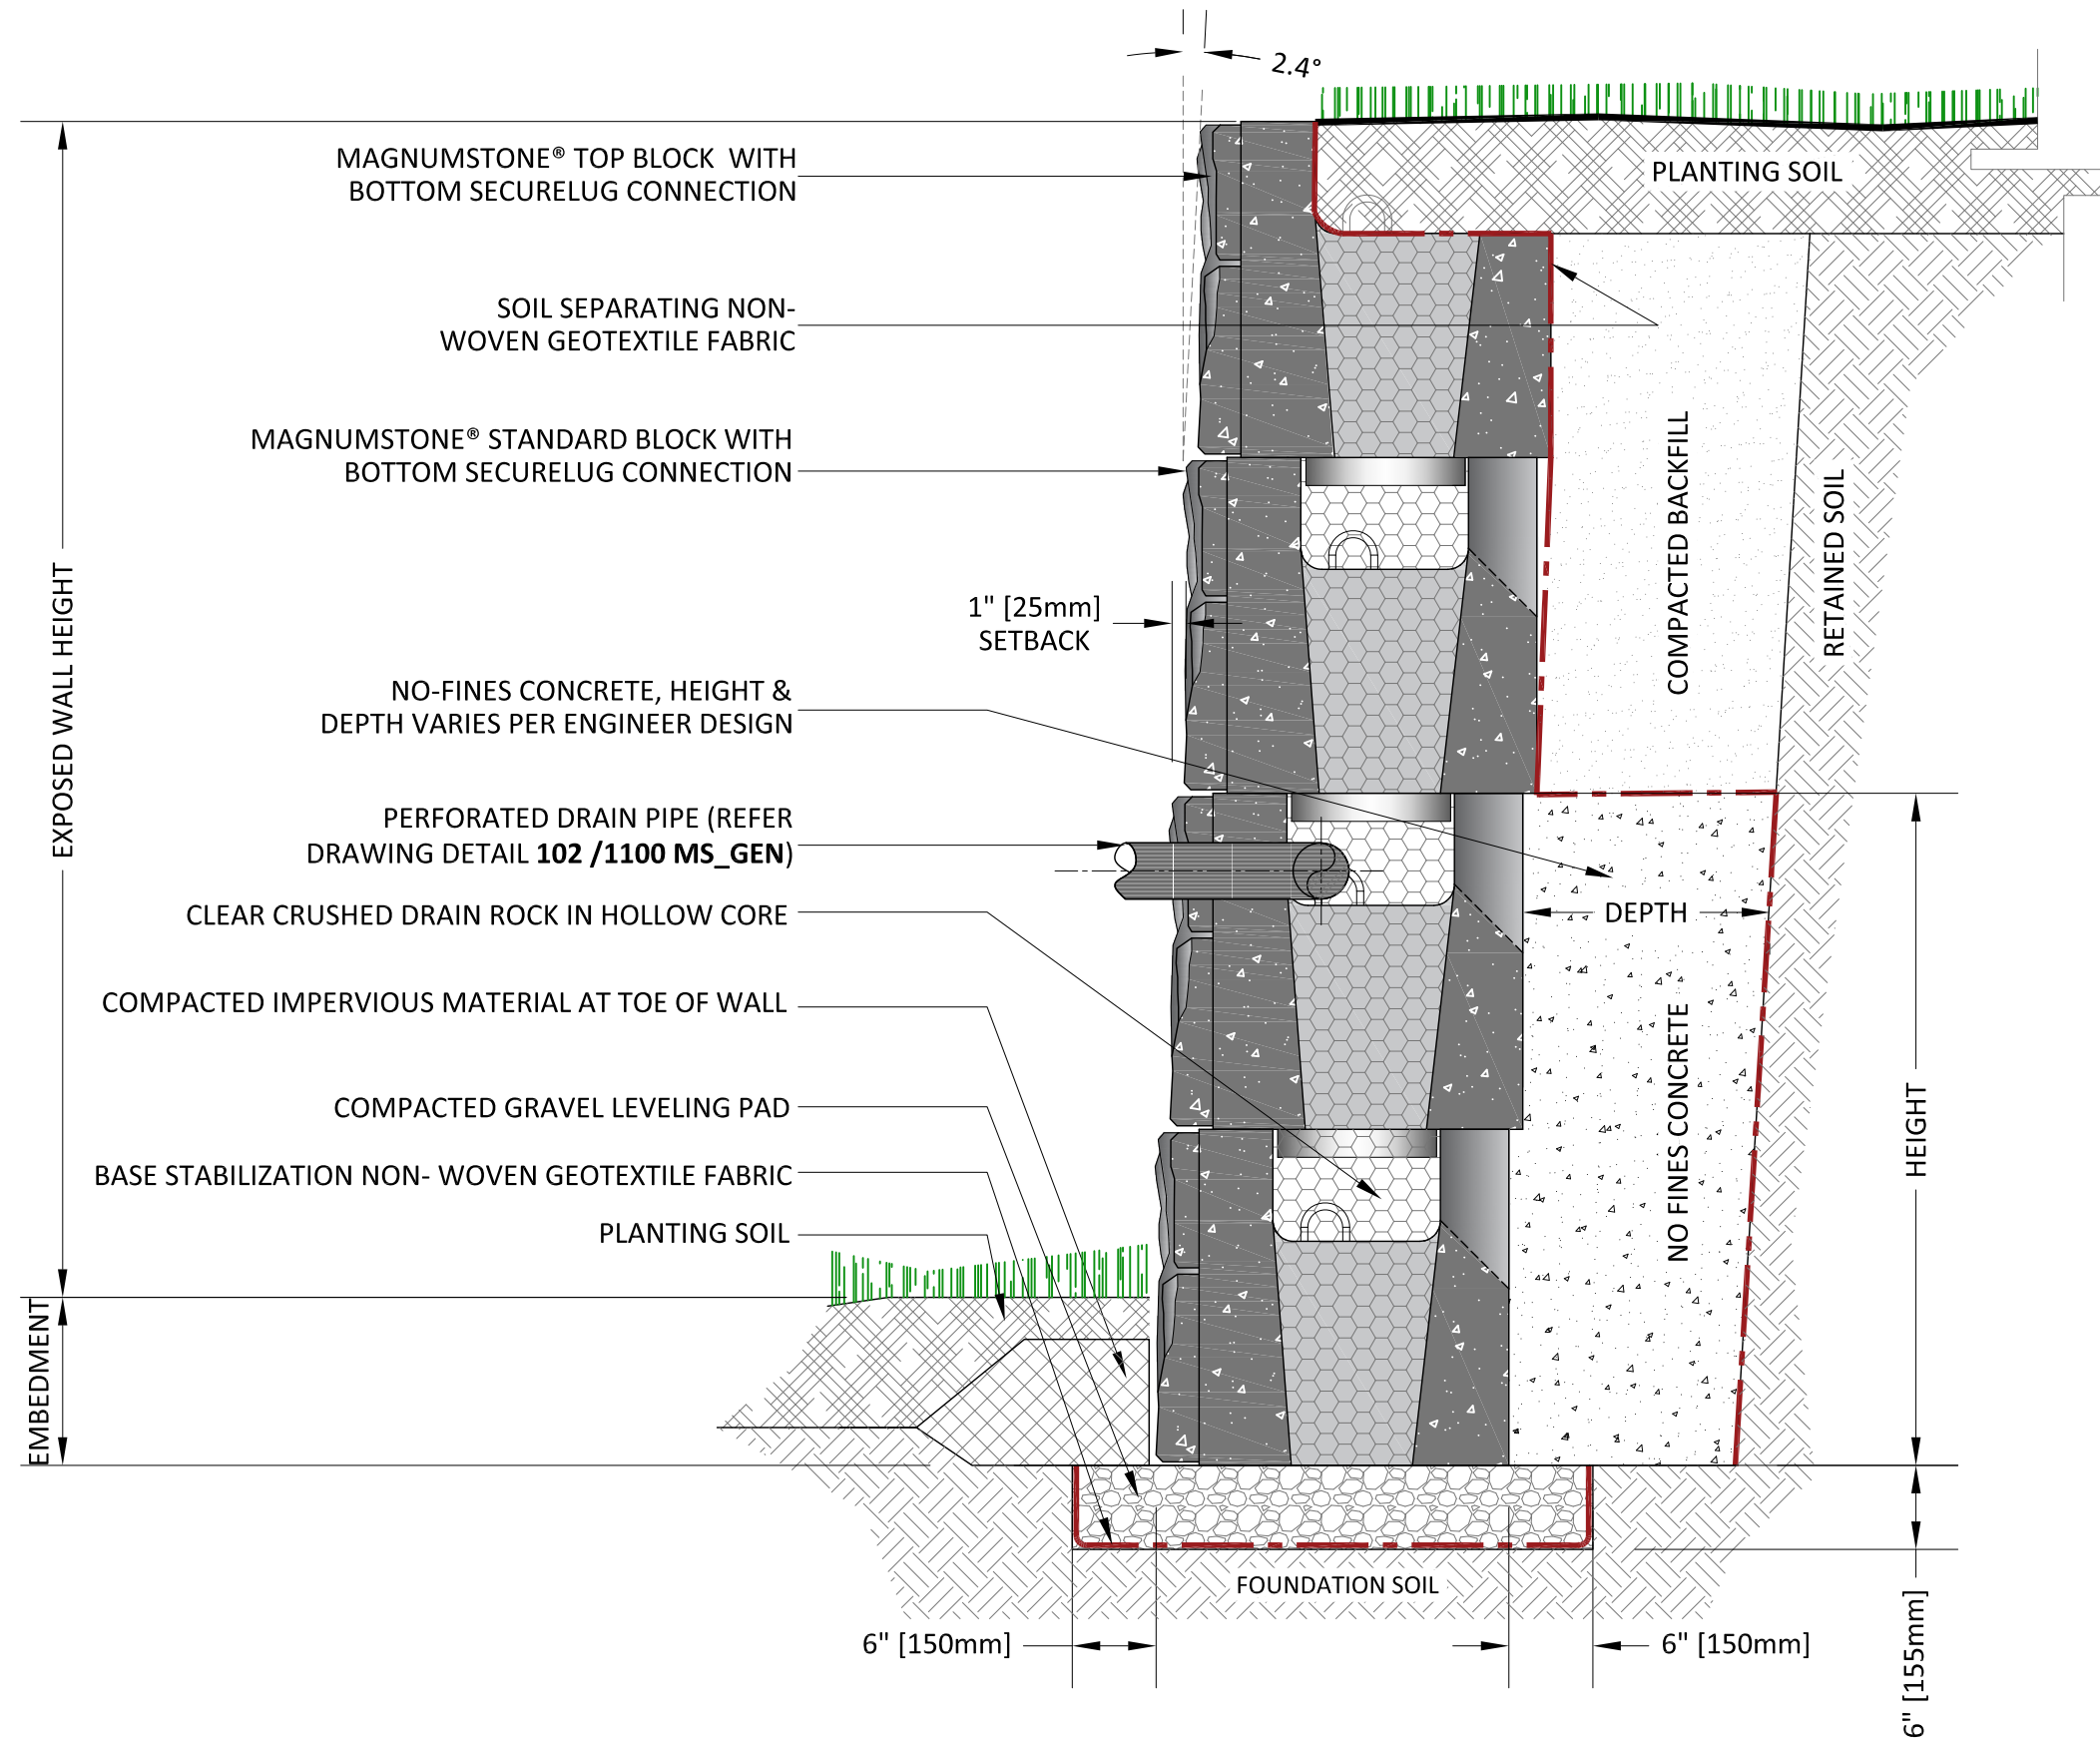 2.4°
MAGNUMSTONE® TOP BLOCK WITH
BOTTOM SECURELUG CONNECTION
PLANTING SOIL
SOIL SEPARATING NON-
WOVEN GEOTEXTILE FABRIC
MAGNUMSTONE® STANDARD BLOCK WITH
BOTTOM SECURELUG CONNECTION
COMPACTED BACKFILL
RETAINED SOIL
EXPOSED WALL HEIGHT
1" [25mm]
SETBACK
NO-FINES CONCRETE, HEIGHT &
DEPTH VARIES PER ENGINEER DESIGN
PERFORATED DRAIN PIPE (REFER
DRAWING DETAIL 102 /1100 MS_GEN)
CLEAR CRUSHED DRAIN ROCK IN HOLLOW CORE
DEPTH
COMPACTED IMPERVIOUS MATERIAL AT TOE OF WALL
NO FINES CONCRETE
HEIGHT
COMPACTED GRAVEL LEVELING PAD
BASE STABILIZATION NON- WOVEN GEOTEXTILE FABRIC
PLANTING SOIL
EMBEDMENT
FOUNDATION SOIL
6" [150mm]
6" [150mm]
6" [155mm]